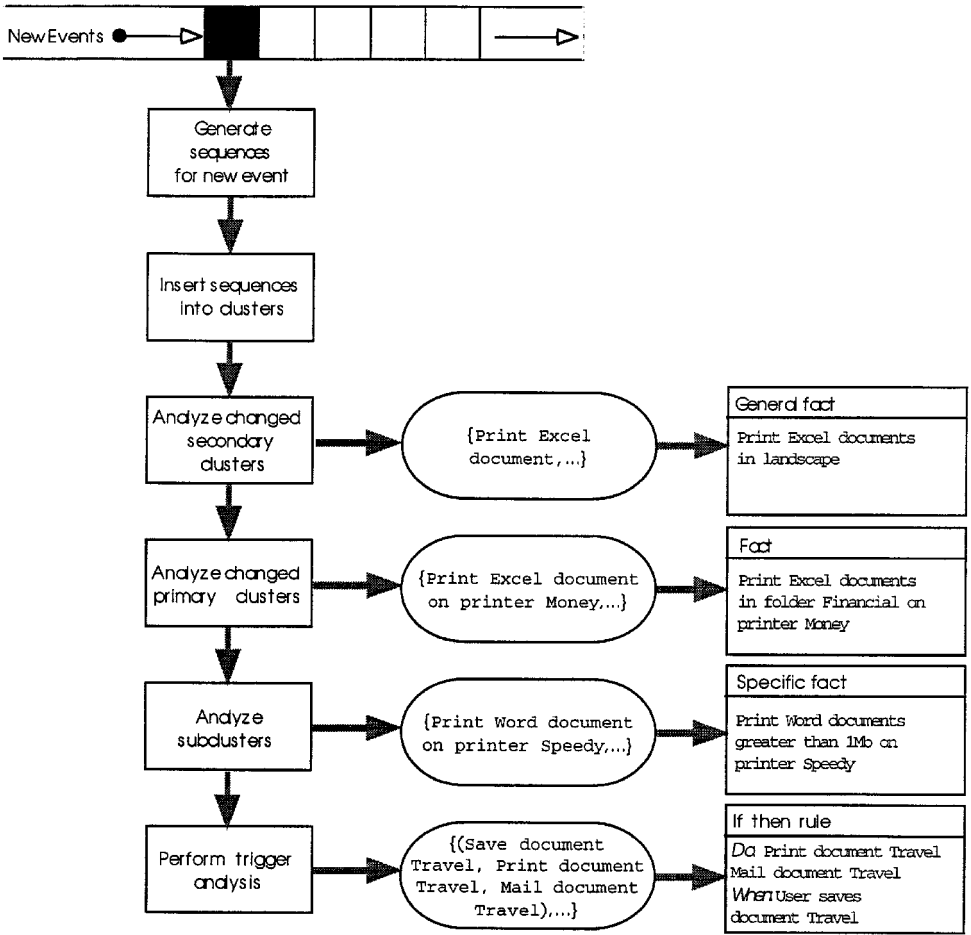 New Events
Generate
sequences
for new event
Insert sequences
into clusters
Analyze changed
secondary
clusters
{Print Excel
document,...}
General fact
Print Excel documents
in landscape
Analyze changed
primary clusters
{Print Excel document
on printer Money,...}
Fact
Print Excel documents
in folder Financial on
printer Money
Analyze
subclusters
{Print Word document
on printer Speedy,...}
Specific fact
Print Word documents
greater than 1Mb on
printer Speedy
Perform trigger
analysis
{(Save document
Travel, Print document
Travel, Mail document
Travel),...}
If then rule
Do Print document Travel
Mail document Travel
When User saves
document Travel